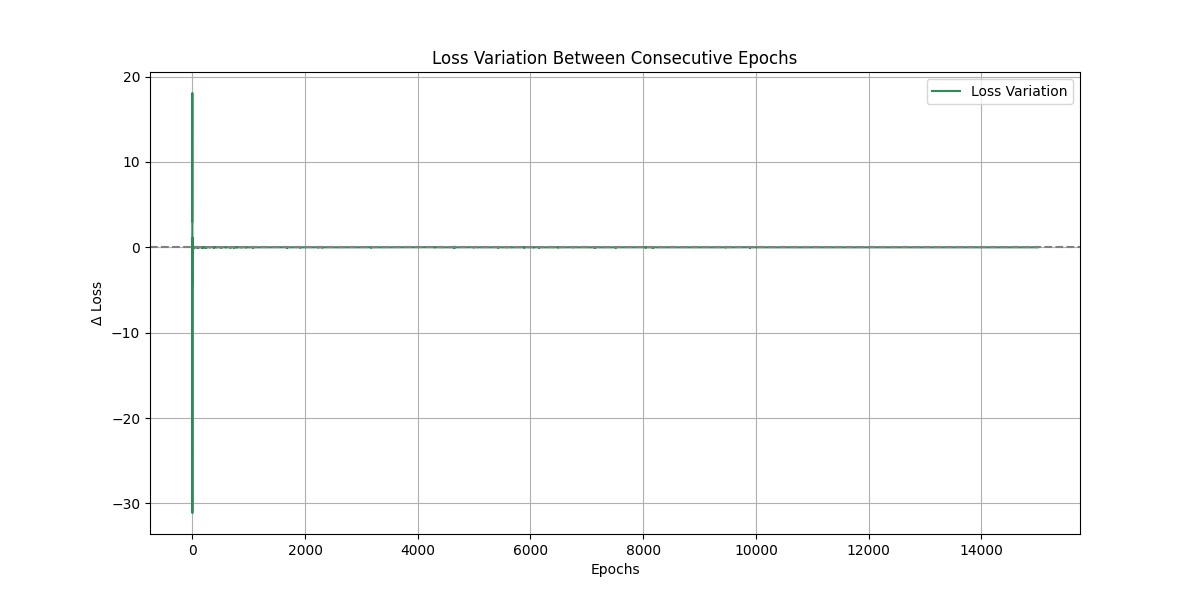 Loss Variation Between Consecutive Epochs
Loss Variation
20
10
0
−10
−20
−30
Δ Loss
0 2000 4000 6000 8000 10000 12000 14000
Epochs